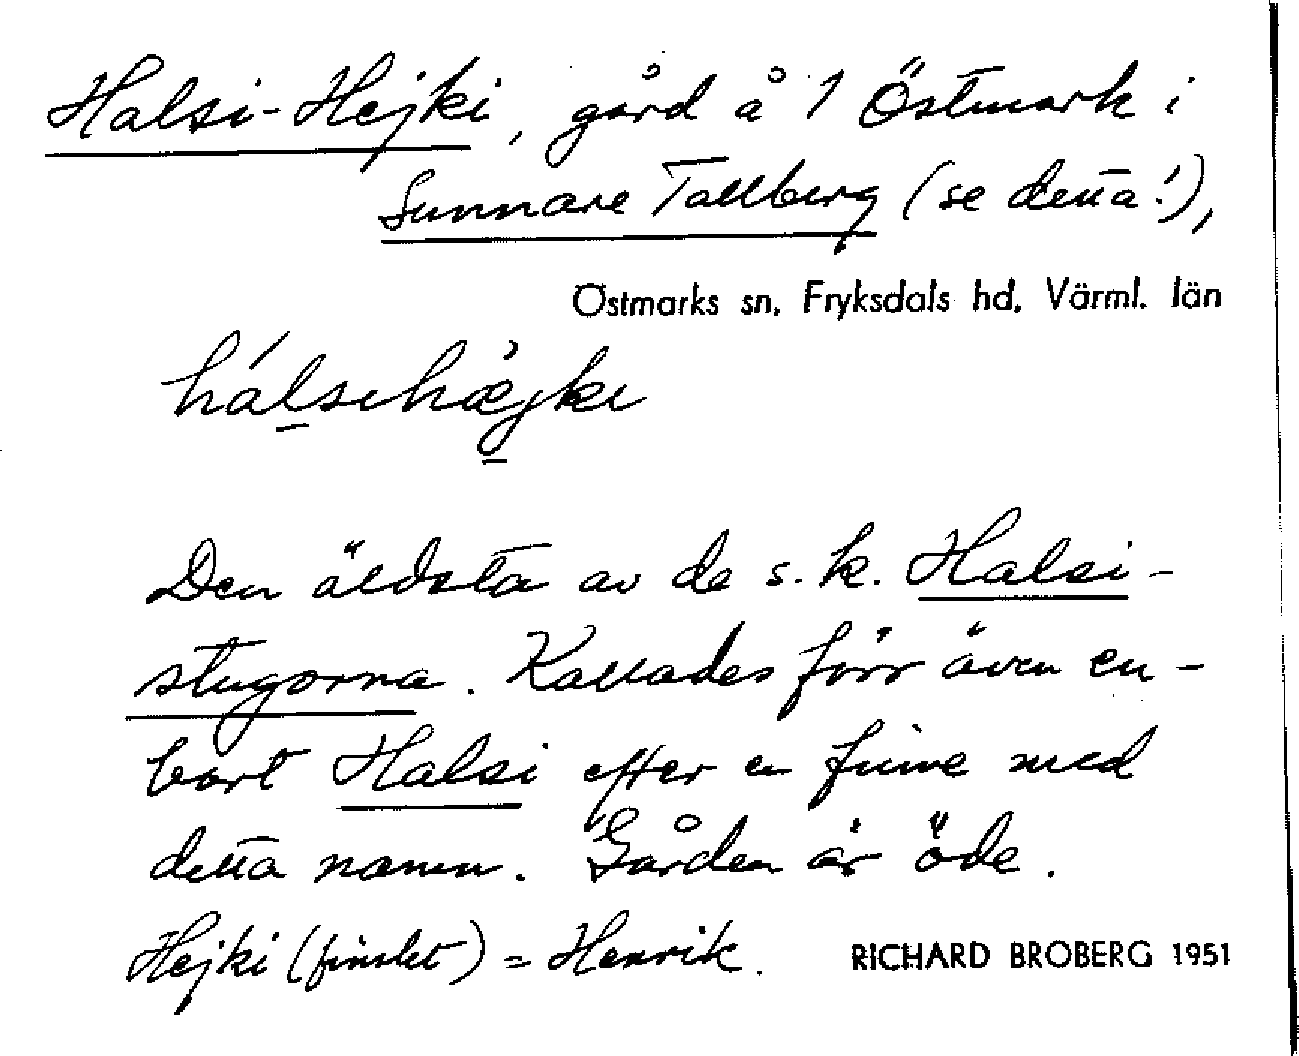 Halsi-Hejki, gård å 1 Östmark i
Sunnare Tallberg (se detta!),
Östmarks sn, Fryksdals hd, Värml. län
hálsihæ̀jki
Den äldsta av de s.k. Halsi-
stugorna. Kallades förr även en-
bart Halsi efter en finne med
detta namn. Gården är öde.
Hejki (finskt) = Henrik. RICHARD BROBERG 1951